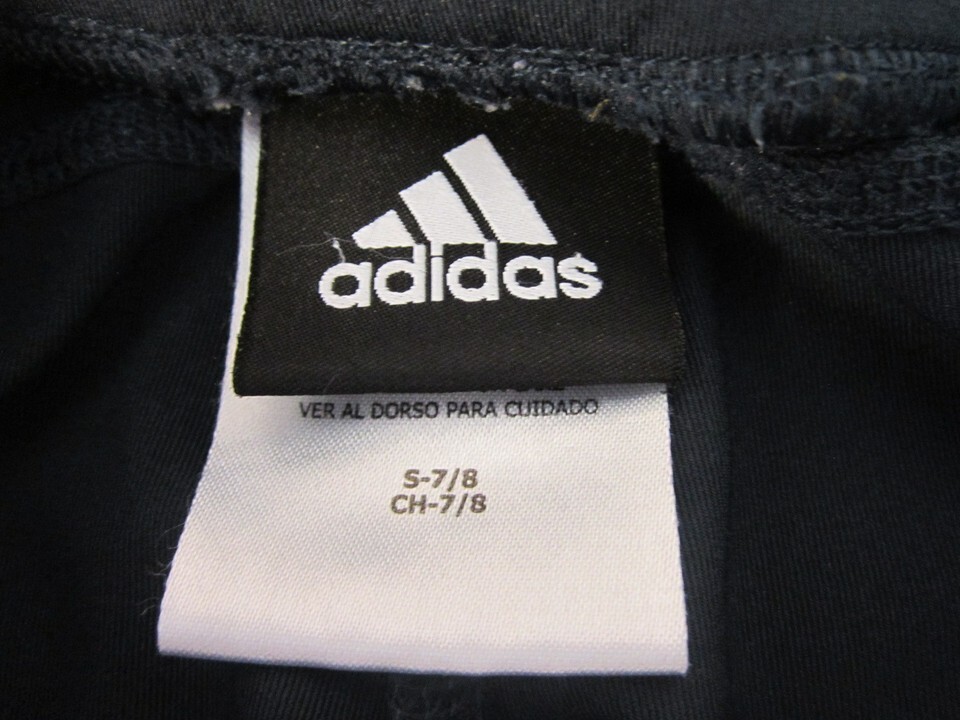 adidas
VER AL DORSO PARA CUIDADO
S-7/8
CH-7/8